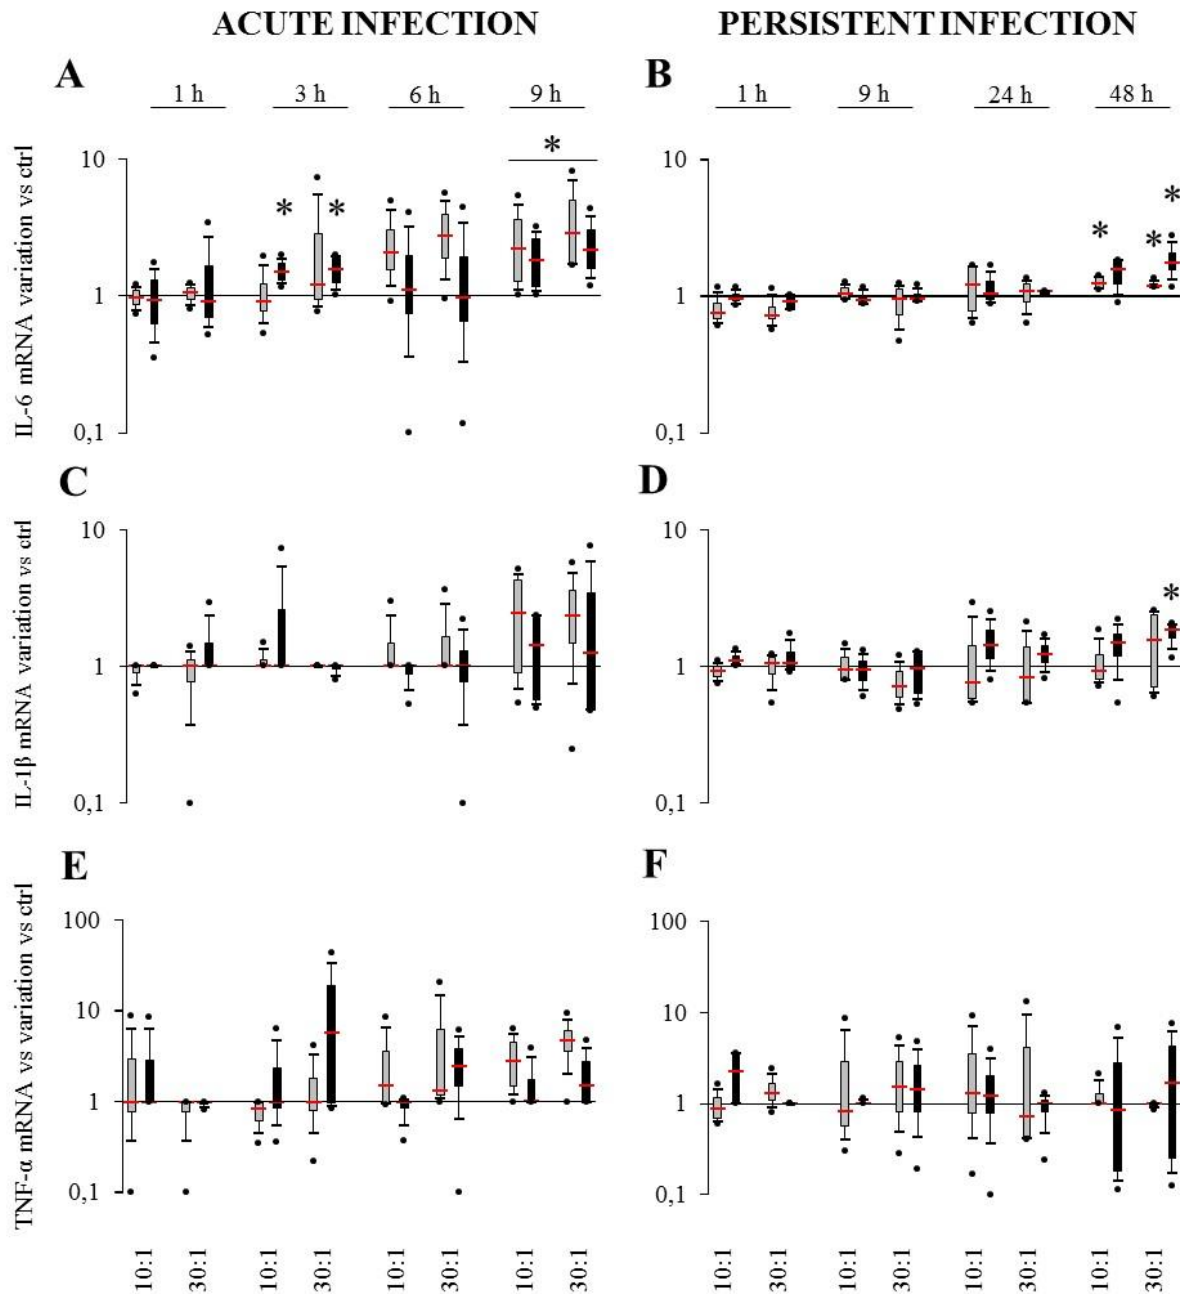 ACUTE INFECTION PERSISTENT INFECTION
A B
1 h 3 h 6 h 9 h 1 h 9 h 24 h 48 h
*
10 10
*
* * * *
IL-6 mRNA variation vs ctrl
1 1
0,1 0,1
C D
10 10
*
IL-1β mRNA variation vs ctrl
1 1
0,1 0,1
E F
100 100
TNF-α mRNA vs variation vs ctrl
10 10
1 1
0,1 0,1
10:1 30:1 10:1 30:1 10:1 30:1 10:1 30:1 10:1 30:1 10:1 30:1 10:1 30:1 10:1 30:1